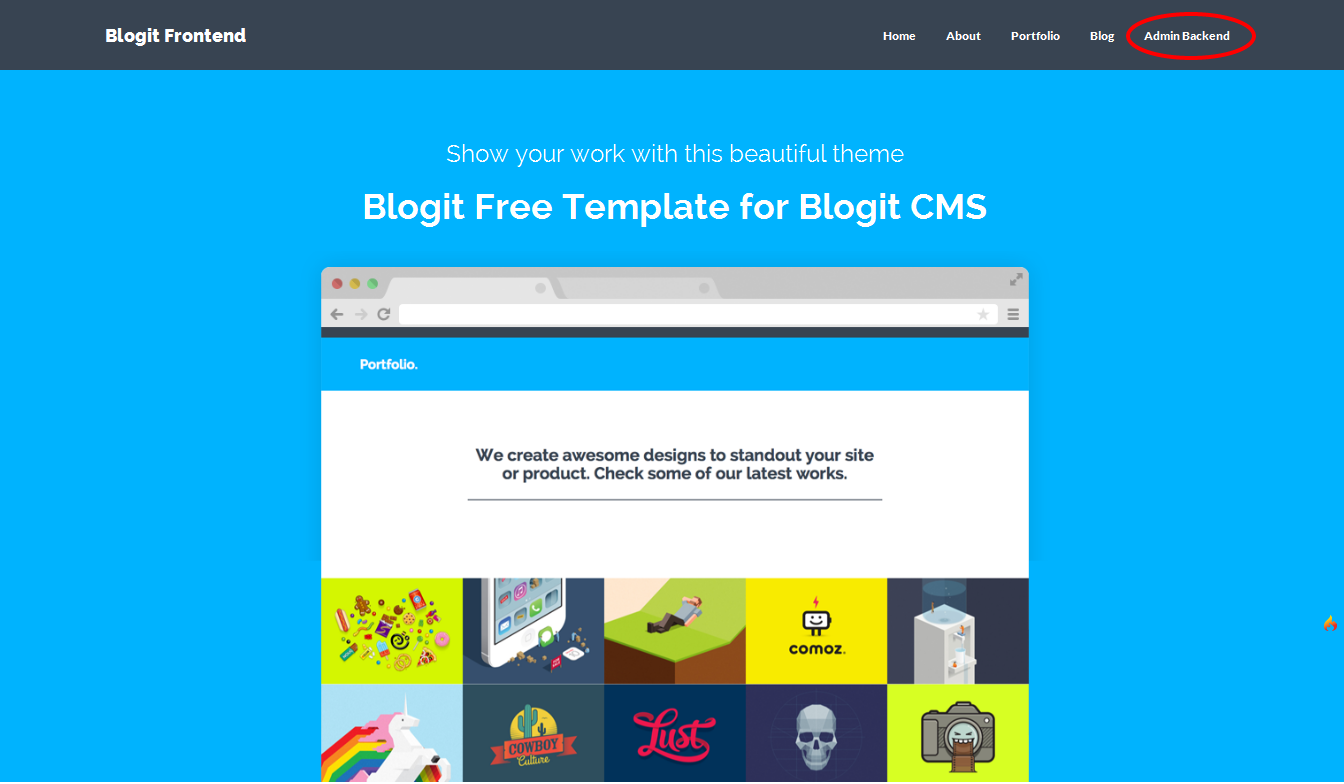 Blogit Frontend
Home About Portfolio Blog Admin Backend
Show your work with this beautiful theme
Blogit Free Template for Blogit CMS
Portfolio.
We create awesome designs to standout your site
or product. Check some of our latest works.
comoz.
COWBOY
Culture
Lust